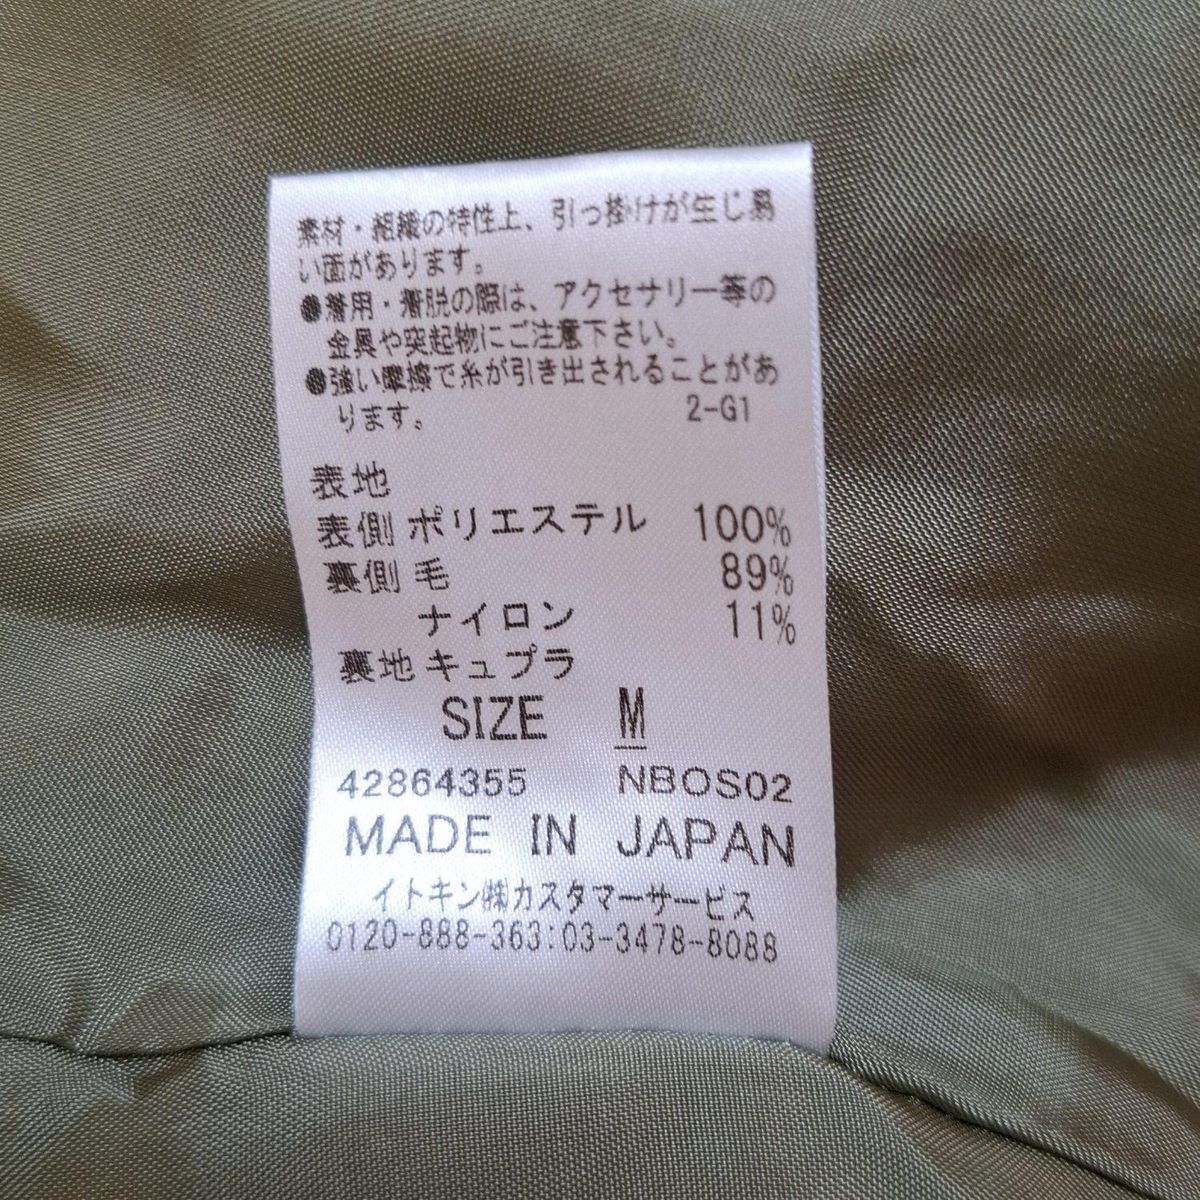 素材・組織の特性上、引っ掛けが生じ易
い面があります。
●着用・着脱の際は、アクセサリー等の
金具や突起物にご注意下さい。
●強い摩擦で糸が引き出されることがあ
ります。 2-G1
表地
表側 ポリエステル 100%
裏側 毛 89%
ナイロン 11%
裏地 キュプラ
SIZE M
42864355 NBOS02
MADE IN JAPAN
イトキン㈱カスタマーサービス
0120-888-363:03-3478-8088